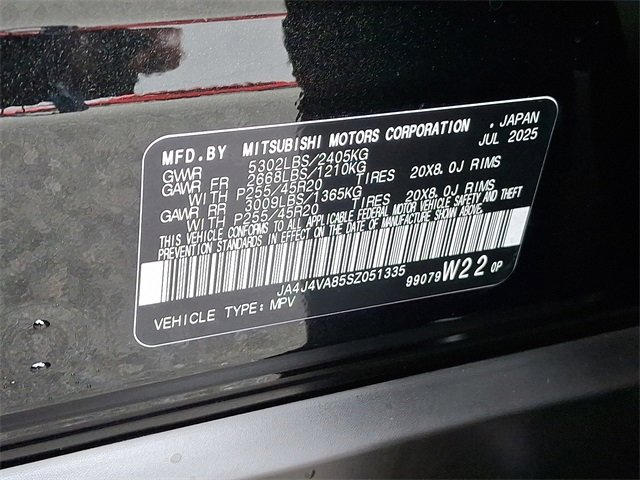 MFD.BY MITSUBISHI MOTORS CORPORATION , JAPAN
JUL 2025
GVWR 5302LBS/2405KG
GAWR FR 2668LBS/1210KG
WITH P255/45R20 TIRES 20X8.0J RIMS
GAWR RR 3009LBS/1365KG
WITH P255/45R20 TIRES 20X8.0J RIMS
THIS VEHICLE CONFORMS TO ALL APPLICABLE FEDERAL MOTOR VEHICLE SAFETY AND THEFT
PREVENTION STANDARDS IN EFFECT ON THE DATE OF MANUFACTURE SHOWN ABOVE.
JA4J4VA85SZ051335
99079 W22 0P
VEHICLE TYPE: MPV